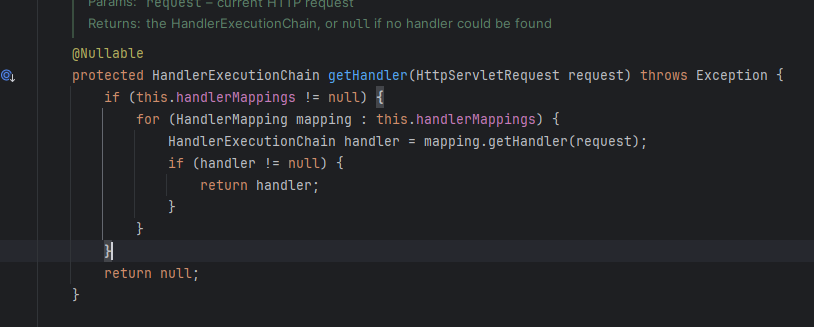 Params: request – current HTTP request
Returns: the HandlerExecutionChain, or null if no handler could be found
@Nullable
protected HandlerExecutionChain getHandler(HttpServletRequest request) throws Exception {
    if (this.handlerMappings != null) {
        for (HandlerMapping mapping : this.handlerMappings) {
            HandlerExecutionChain handler = mapping.getHandler(request);
            if (handler != null) {
                return handler;
            }
        }
    }
    return null;
}